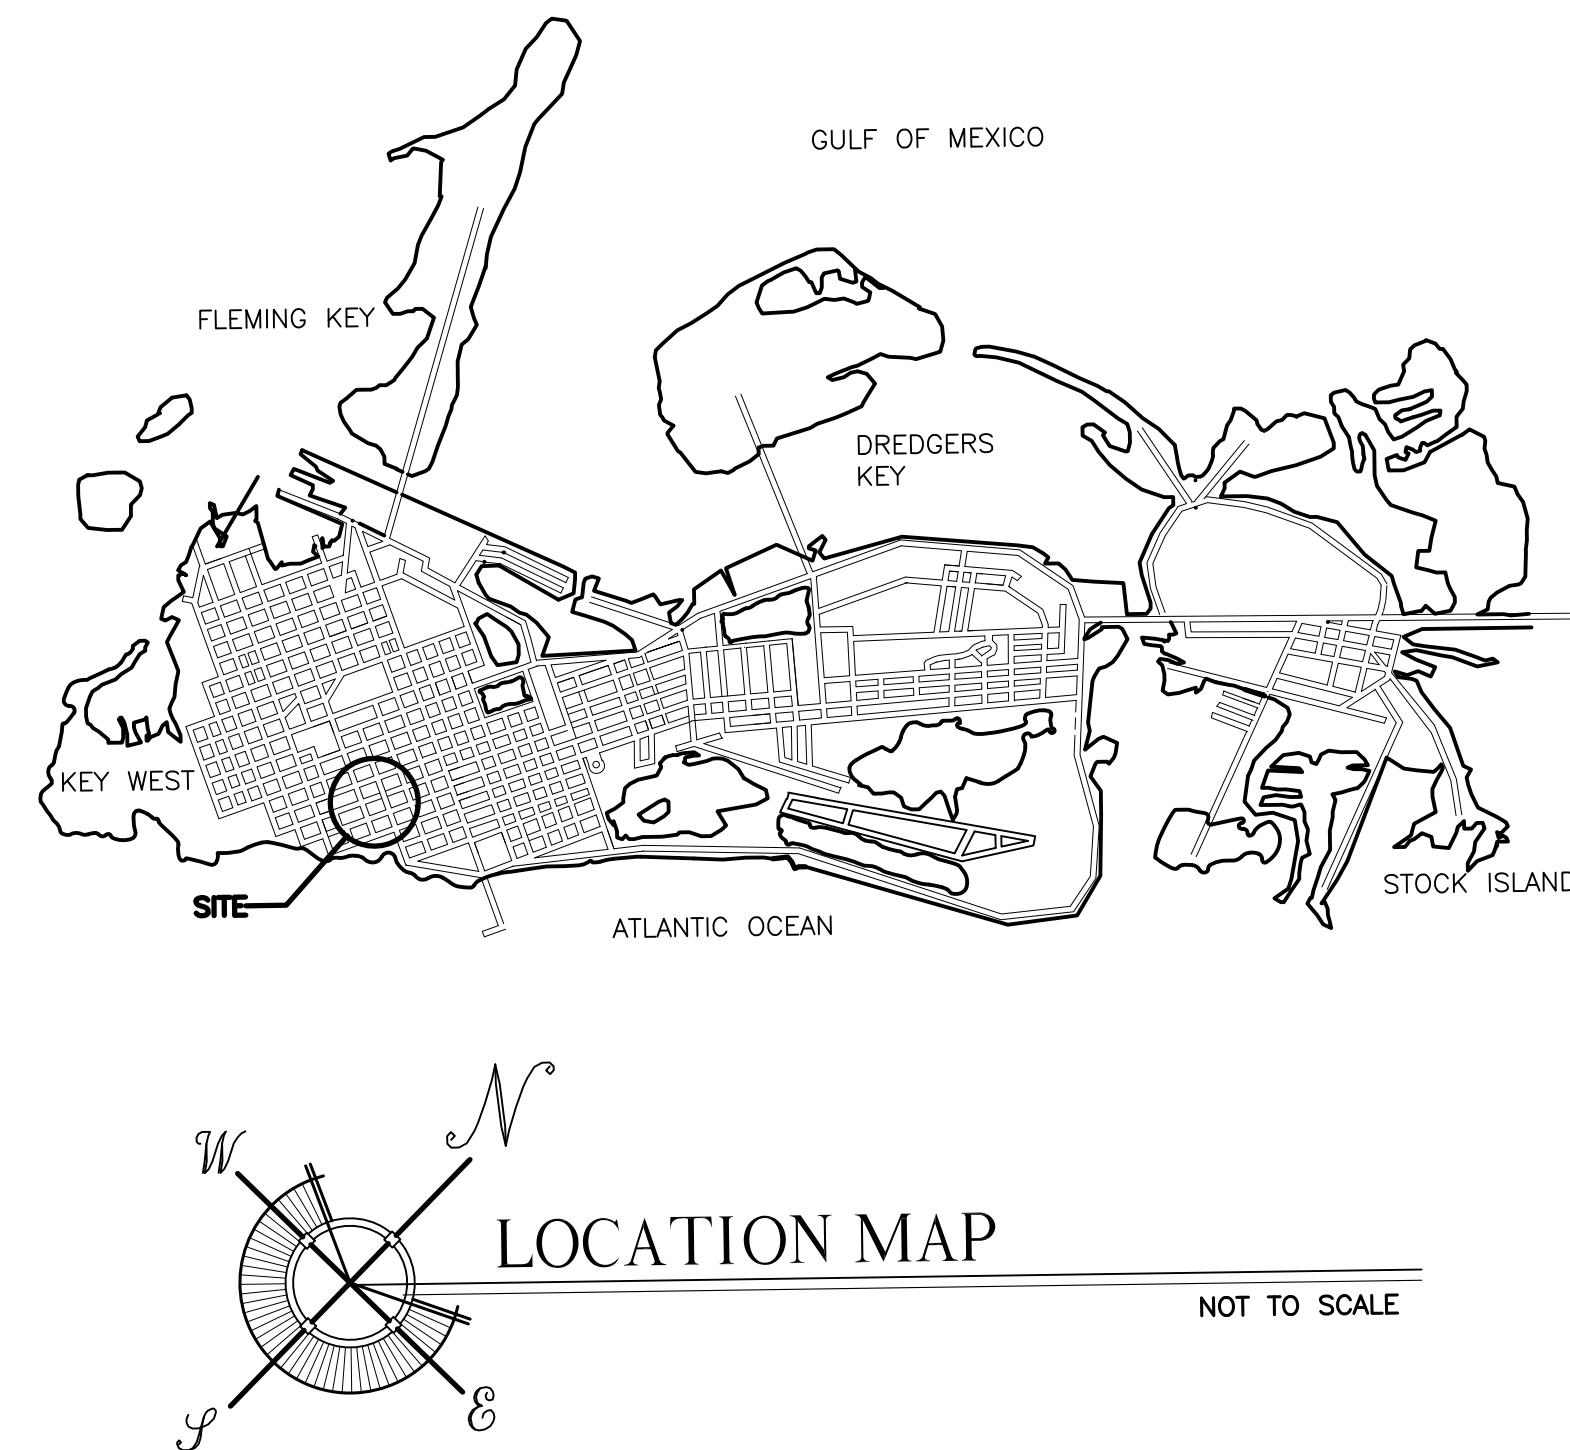 GULF OF MEXICO
FLEMING KEY
DREDGERS
KEY
KEY WEST
STOCK ISLAND
SITE
ATLANTIC OCEAN
N
W
LOCATION MAP
NOT TO SCALE
E
S